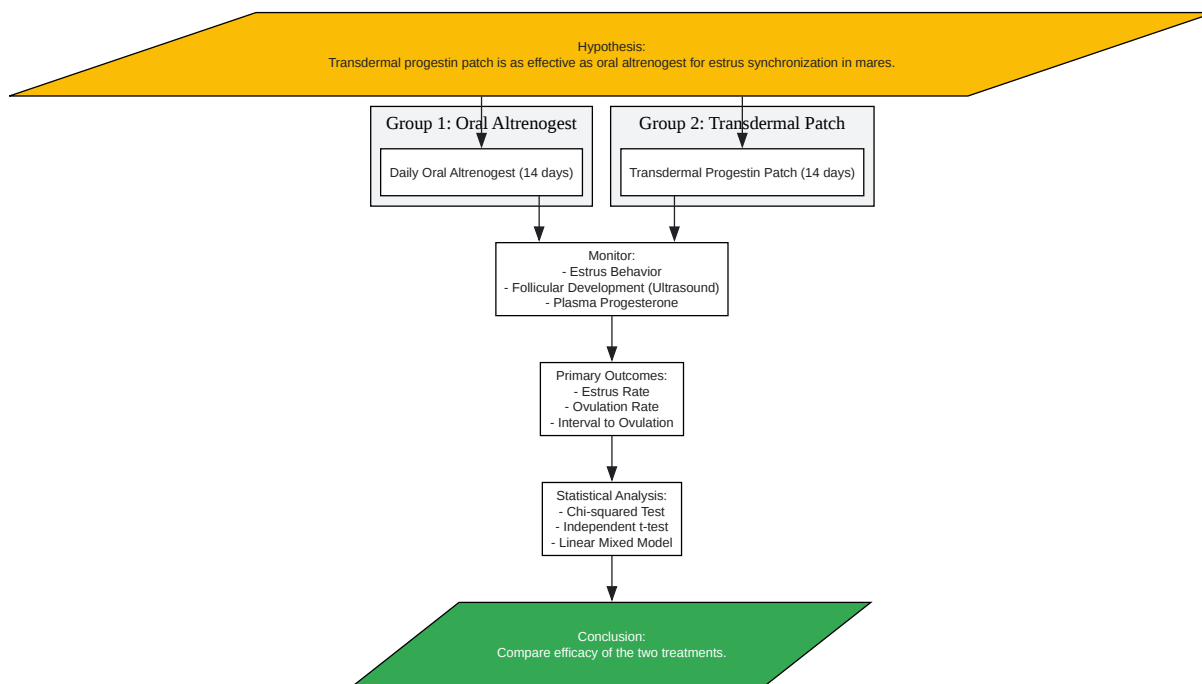 Hypothesis:
Transdermal progestin patch is as effective as oral altrenogest for estrus synchronization in mares.
Group 1: Oral Altrenogest
Group 2: Transdermal Patch
Daily Oral Altrenogest (14 days)
Transdermal Progestin Patch (14 days)
Monitor:
- Estrus Behavior
- Follicular Development (Ultrasound)
- Plasma Progesterone
Primary Outcomes:
- Estrus Rate
- Ovulation Rate
- Interval to Ovulation
Statistical Analysis:
- Chi-squared Test
- Independent t-test
- Linear Mixed Model
Conclusion:
Compare efficacy of the two treatments.